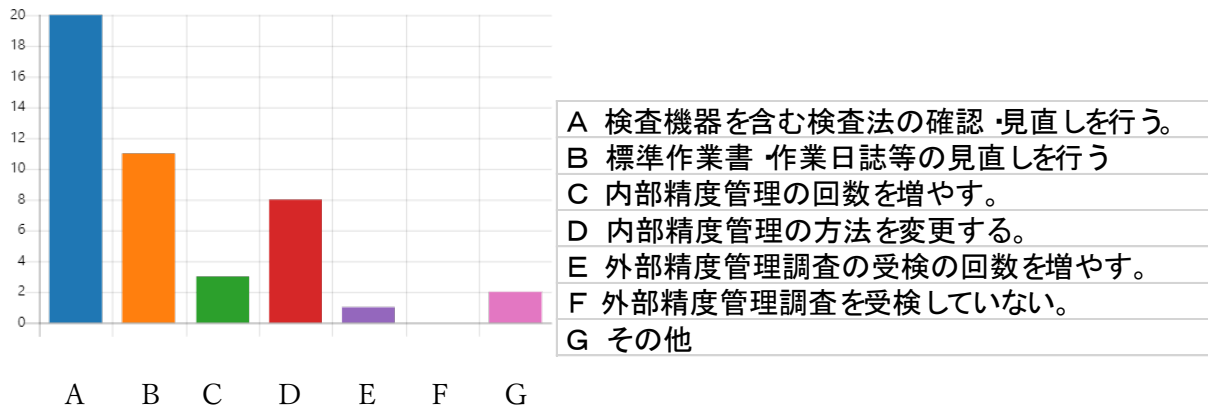 20
18
16
14
12
10
8
6
4
2
0
A B C D E F G
A 検査機器を含む検査法の確認・見直しを行う。
B 標準作業書・作業日誌等の見直しを行う
C 内部精度管理の回数を増やす。
D 内部精度管理の方法を変更する。
E 外部精度管理調査の受検の回数を増やす。
F 外部精度管理調査を受検していない。
G その他